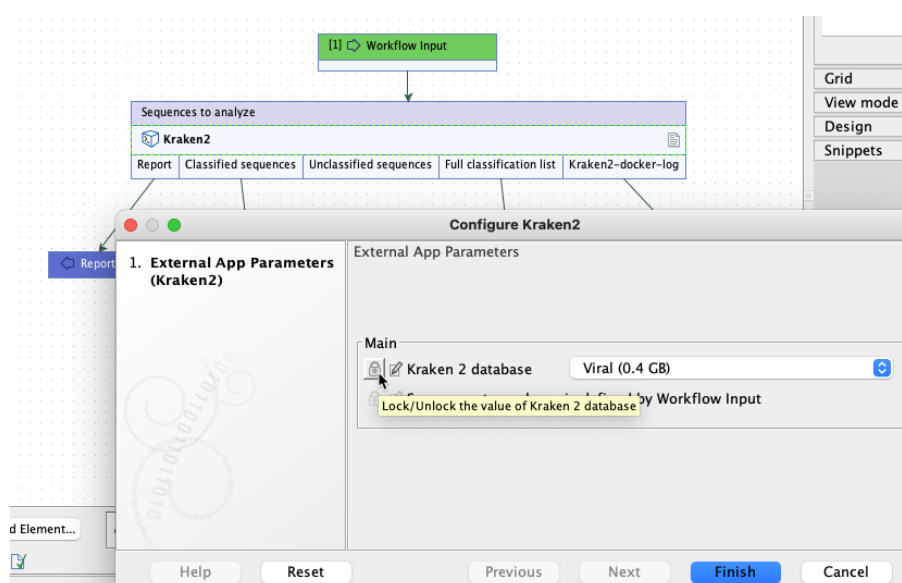 [1] Workflow Input
Grid
View mode
Design
Snippets
Sequences to analyze
Kraken2
Report Classified sequences Unclassified sequences Full classification list Kraken2-docker-log
Report
Configure Kraken2
1. External App Parameters
(Kraken2)
External App Parameters
Main
Kraken 2 database Viral (0.4 GB)
by Workflow Input
Lock/Unlock the value of Kraken 2 database
1010011
1011010
d Element...
Help Reset Previous Next Finish Cancel